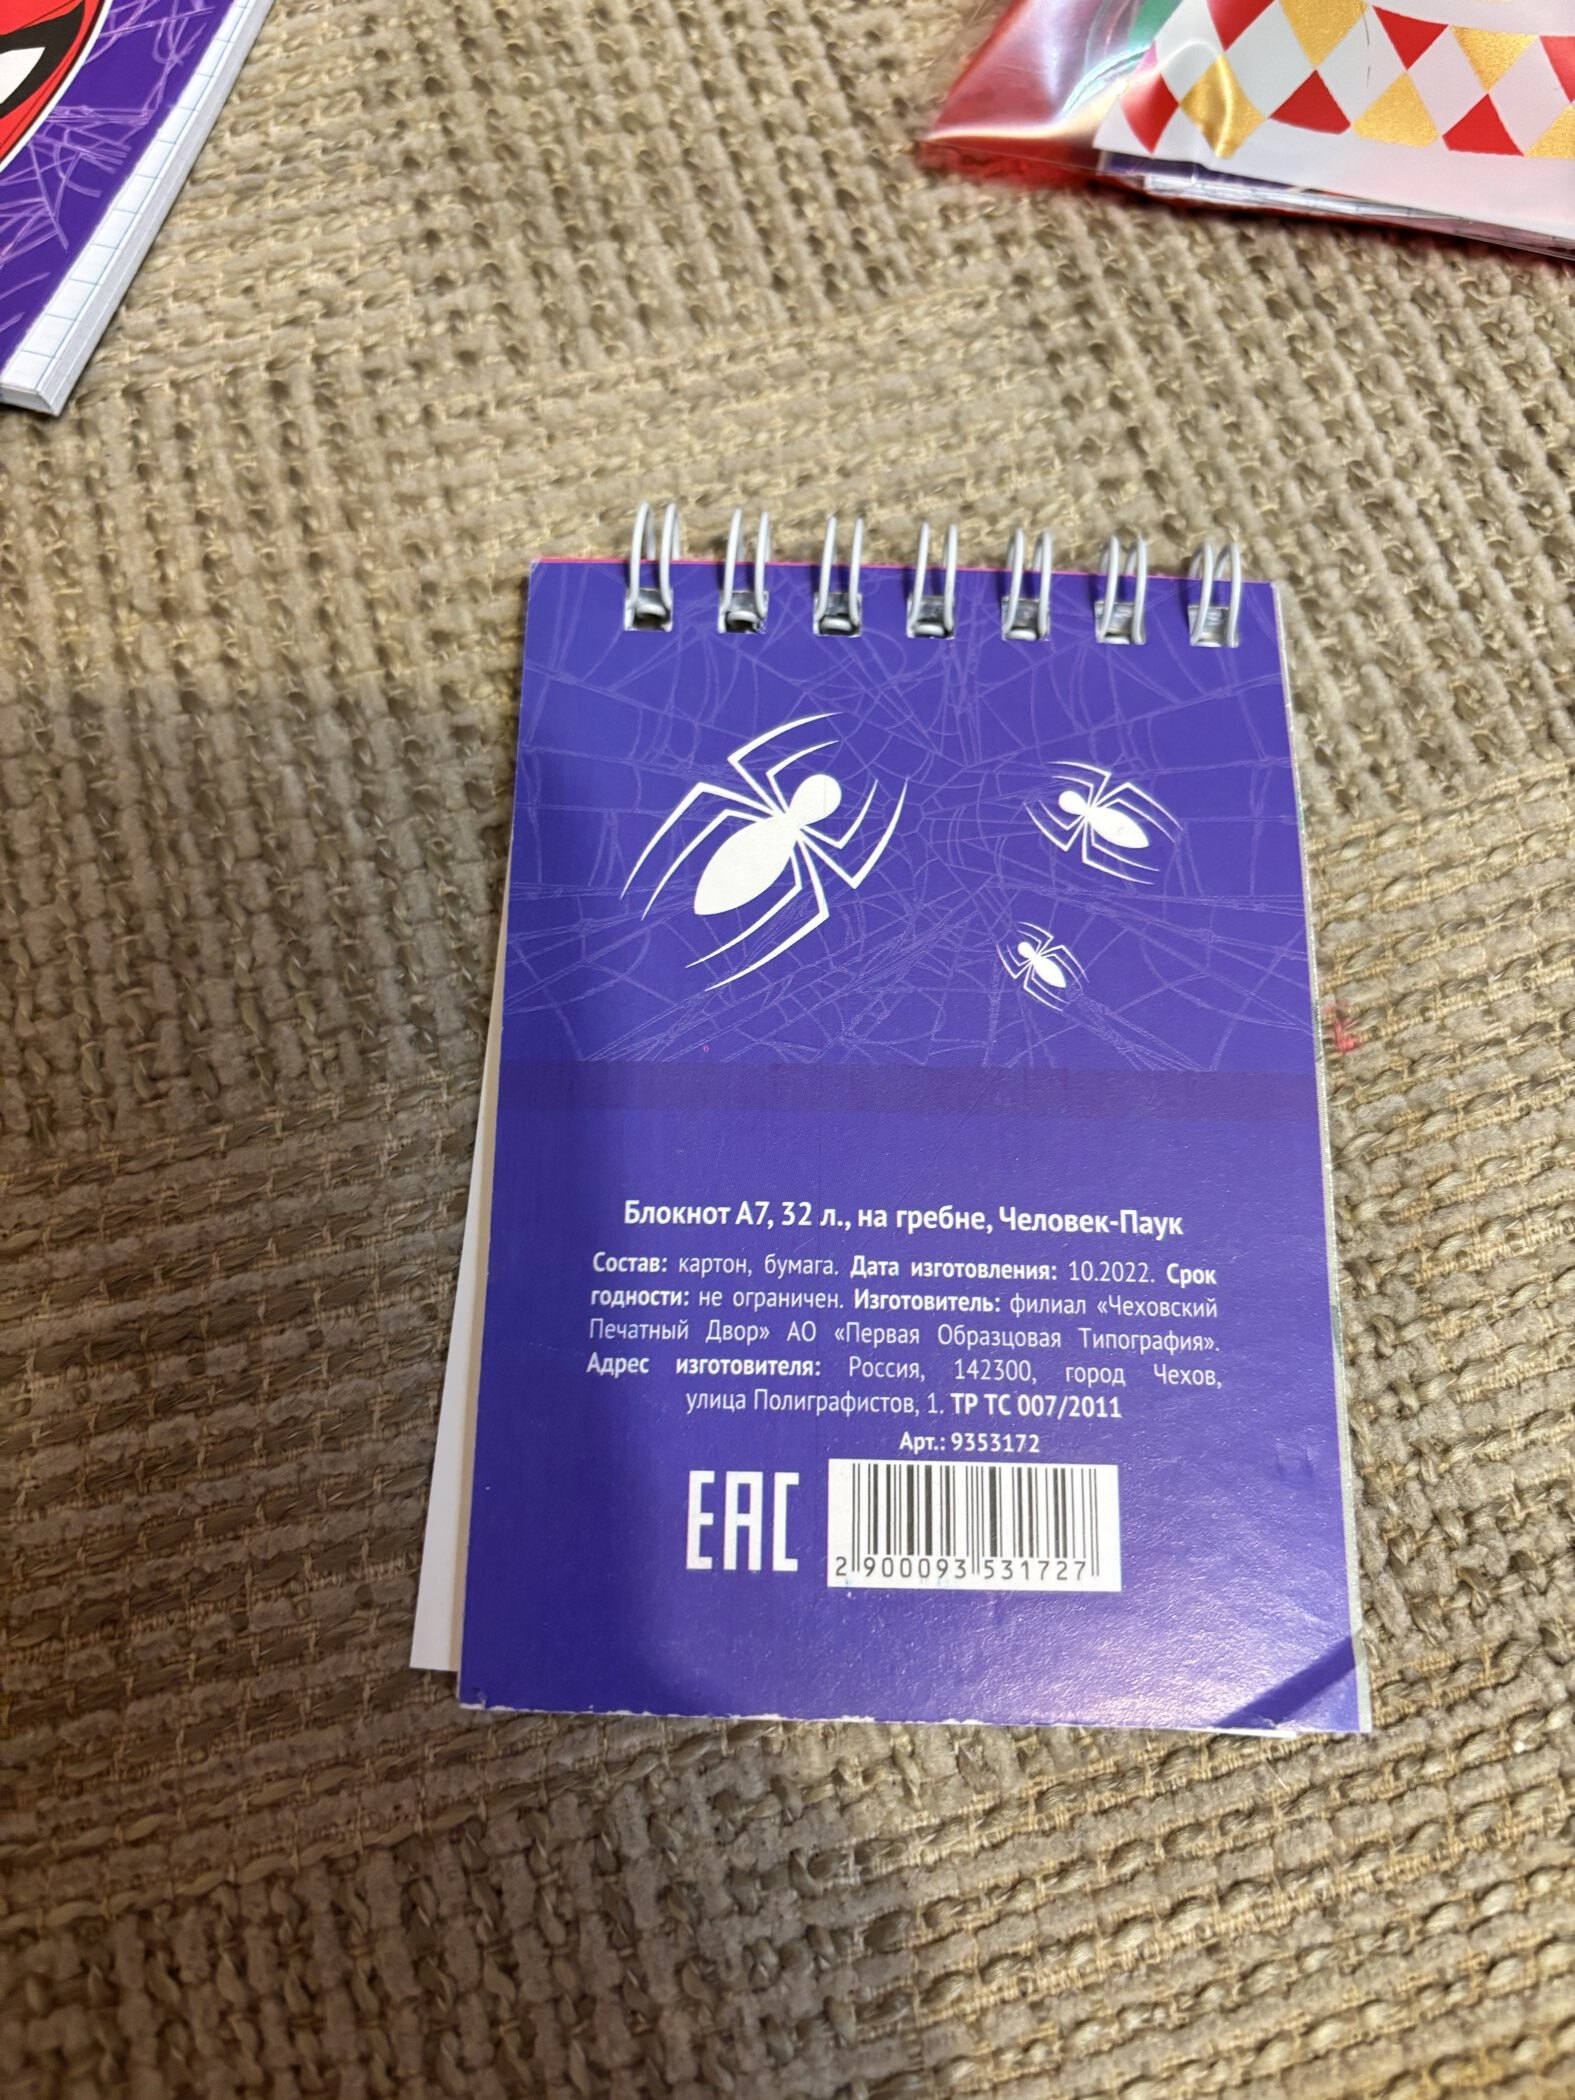 Блокнот А7, 32 л., на гребне, Человек-Паук
Состав: картон, бумага. Дата изготовления: 10.2022. Срок
годности: не ограничен. Изготовитель: филиал «Чеховский
Печатный Двор» АО «Первая Образцовая Типография».
Адрес изготовителя: Россия, 142300, город Чехов,
улица Полиграфистов, 1. ТР ТС 007/2011
Арт.: 9353172
EAC
2 900093 531727